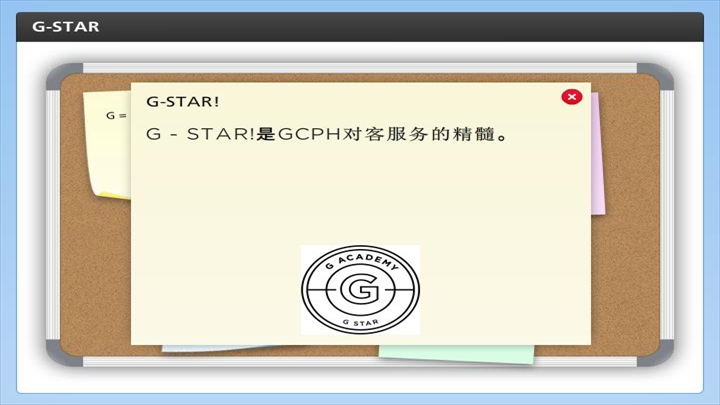 G-STAR
G =
G-STAR!
G - STAR!是GCPH对客服务的精髓。
G ACADEMY
G
G STAR